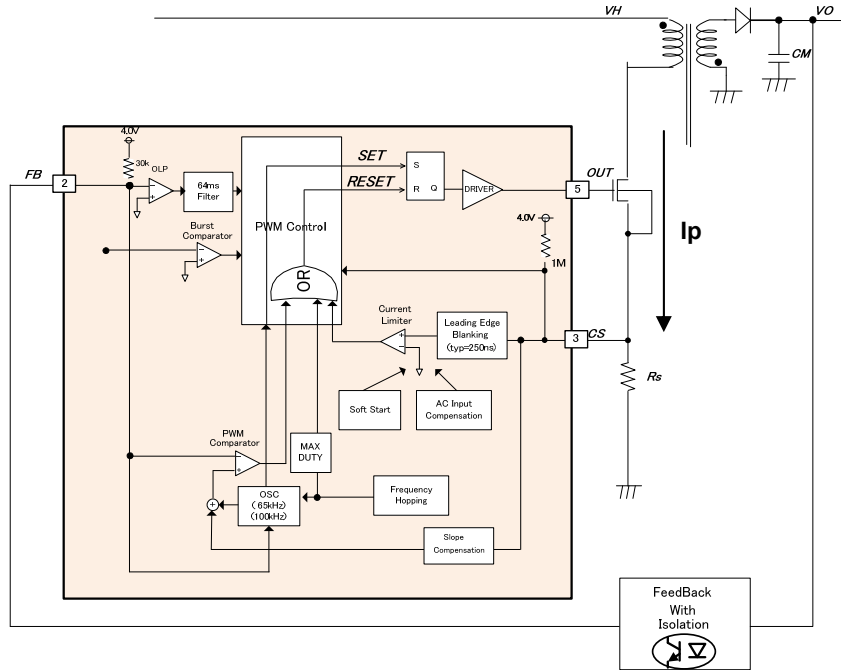 VH
VO
CM
4.0V
30k
OLP
FB
2
64ms
Filter
PWM Control
SET
RESET
S
R
Q
DRIVER
5
OUT
4.0V
1M
Ip
Burst
Comparator
OR
Current
Limiter
Leading Edge
Blanking
(typ=250ns)
3
CS
Rs
Soft Start
AC Input
Compensation
PWM
Comparator
MAX
DUTY
OSC
(65kHz)
(100kHz)
Frequency
Hopping
Slope
Compensation
FeedBack
With
Isolation